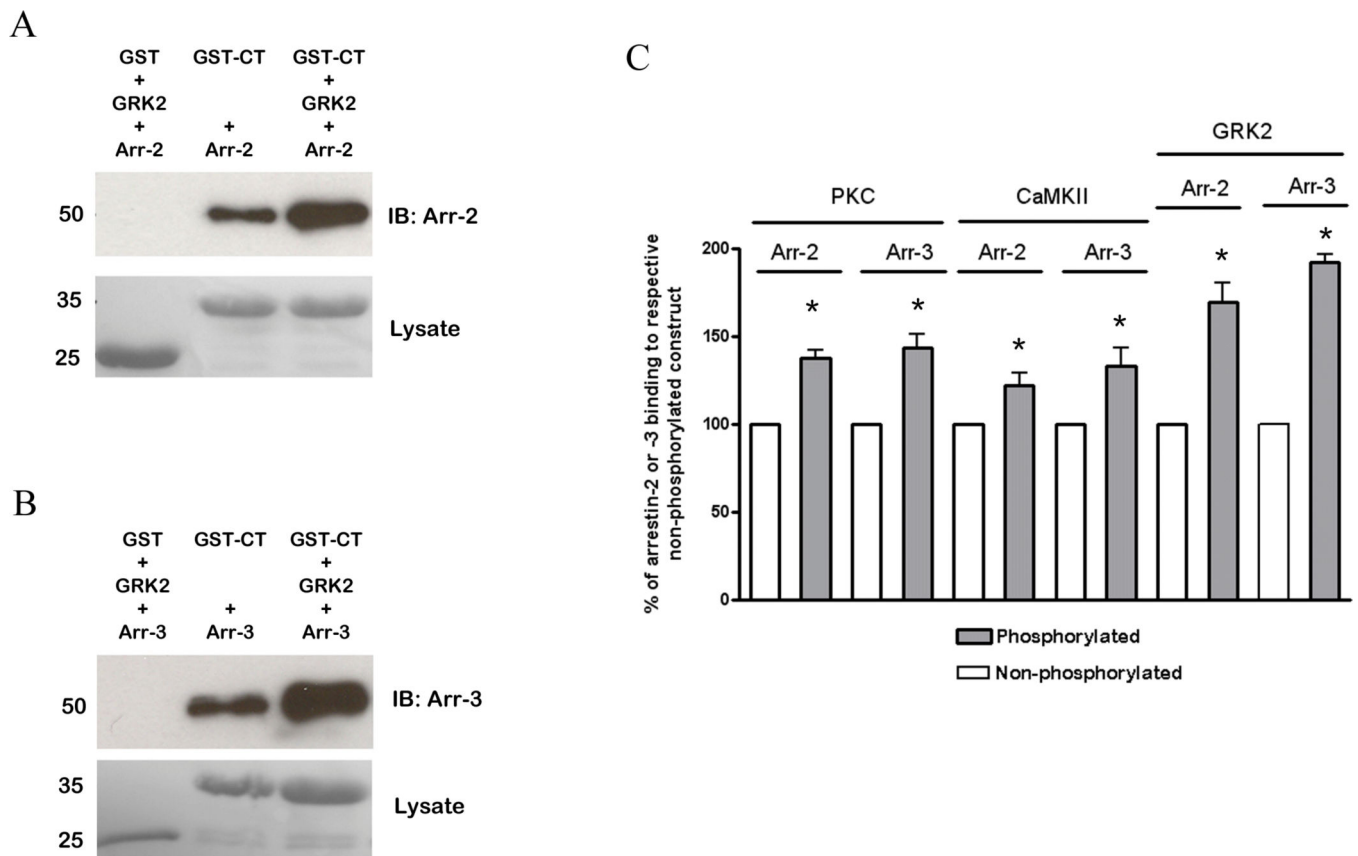 A
GST GST-CT GST-CT
+ +
GRK2 GRK2
+ + +
Arr-2 Arr-2 Arr-2
50 IB: Arr-2
35
Lysate
25
B
GST GST-CT GST-CT
+ +
GRK2 GRK2
+ + +
Arr-3 Arr-3 Arr-3
50 IB: Arr-3
35
Lysate
25
C
GRK2
PKC CaMKII Arr-2 Arr-3
Arr-2 Arr-3 Arr-2 Arr-3
% of arrestin-2 or -3 binding to respective
non-phosphorylated construct
200
150
100
50
0
* * * * * *
Phosphorylated
Non-phosphorylated